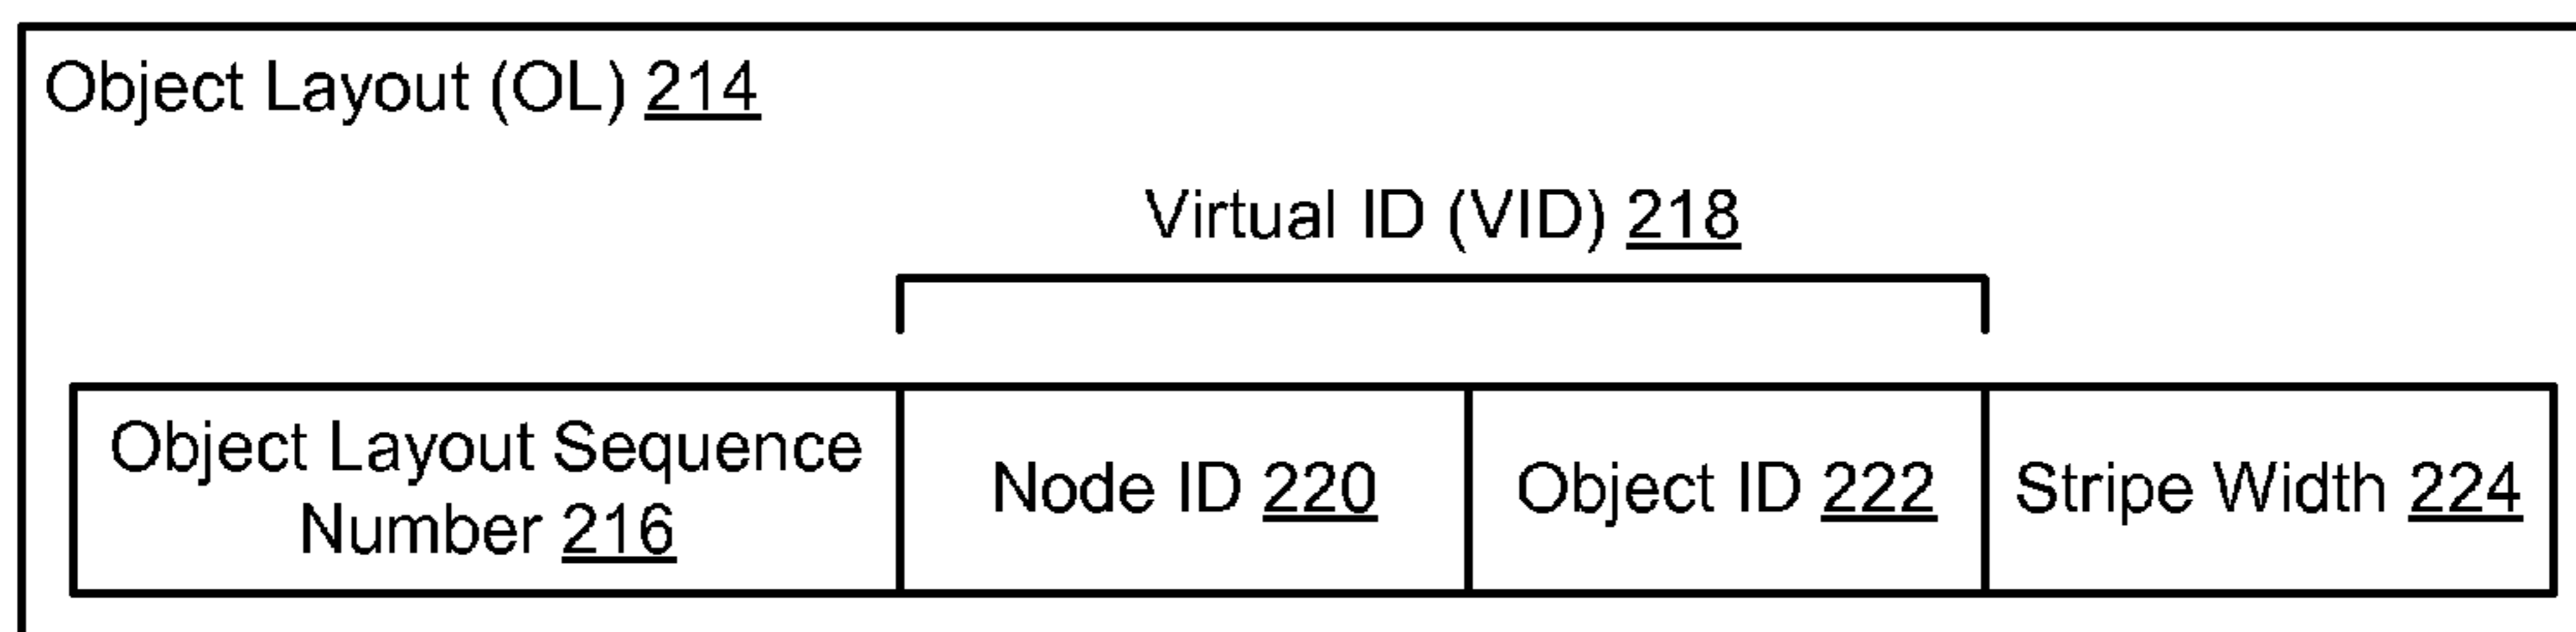 Object Layout (OL) 214
Virtual ID (VID) 218
Object Layout Sequence
Number 216
Node ID 220
Object ID 222
Stripe Width 224